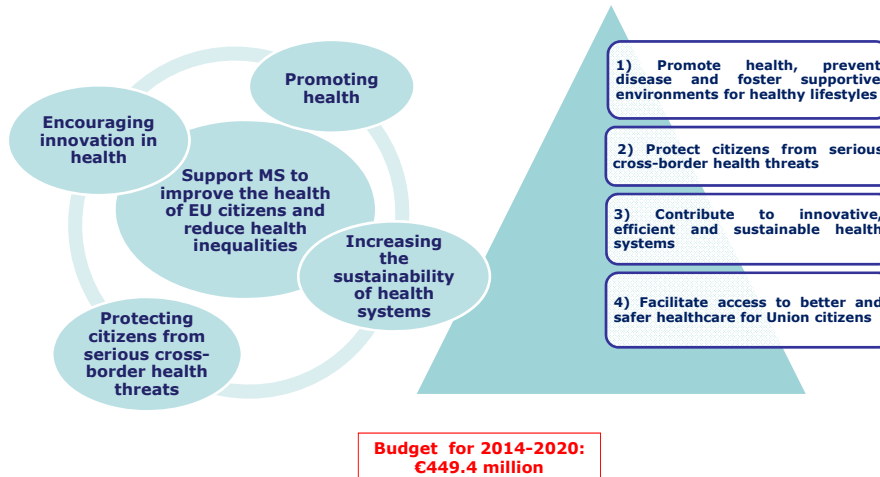 Promoting
health
Encouraging
innovation in
health
Support MS to
improve the health
of EU citizens and
reduce health
inequalities
Increasing
the
sustainability
of health
systems
Protecting
citizens from
serious cross-
border health
threats
1) Promote health, prevent
disease and foster supportive
environments for healthy lifestyles
2) Protect citizens from serious
cross-border health threats
3) Contribute to innovative,
efficient and sustainable health
systems
4) Facilitate access to better and
safer healthcare for Union citizens
Budget for 2014-2020:
€449.4 million